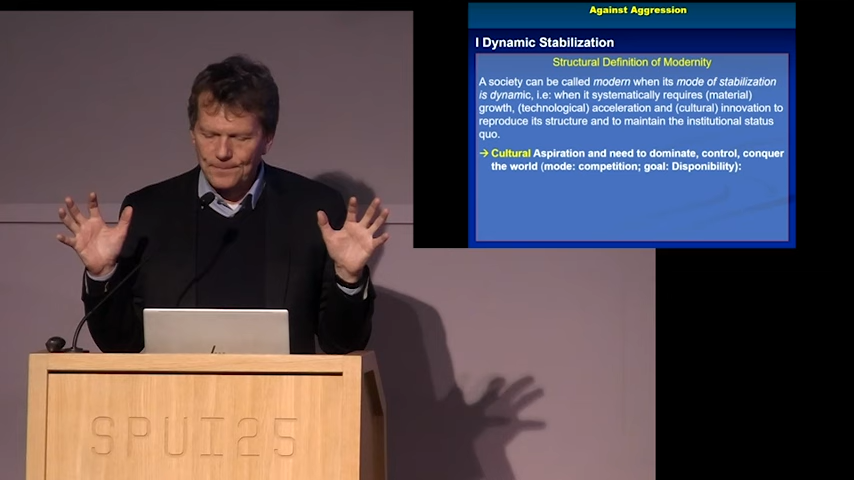 Against Aggression
I Dynamic Stabilization
Structural Definition of Modernity
A society can be called modern when its mode of stabilization
is dynamic, i.e: when it systematically requires (material)
growth, (technological) acceleration and (cultural) innovation to
reproduce its structure and to maintain the institutional status
quo.
→ Cultural Aspiration and need to dominate, control, conquer
the world (mode: competition; goal: Disponibility):
SPUI25